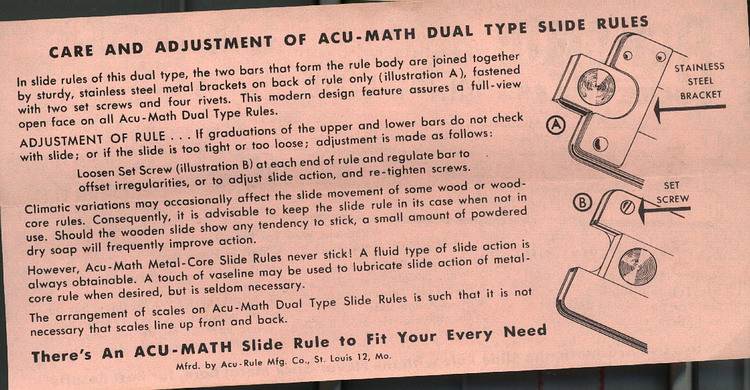 CARE AND ADJUSTMENT OF ACU-MATH DUAL TYPE SLIDE RULES
In slide rules of this dual type, the two bars that form the rule body are joined together
by sturdy, stainless steel metal brackets on back of rule only (illustration A), fastened
with two set screws and four rivets. This modern design feature assures a full-view
open face on all Acu-Math Dual Type Rules.
ADJUSTMENT OF RULE . . . If graduations of the upper and lower bars do not check
with slide; or if the slide is too tight or too loose; adjustment is made as follows:
Loosen Set Screw (illustration B) at each end of rule and regulate bar to
offset irregularities, or to adjust slide action, and re-tighten screws.
Climatic variations may occasionally affect the slide movement of some wood or wood-
core rules. Consequently, it is advisable to keep the slide rule in its case when not in
use. Should the wooden slide show any tendency to stick, a small amount of powdered
dry soap will frequently improve action.
However, Acu-Math Metal-Core Slide Rules never stick! A fluid type of slide action is
always obtainable. A touch of vaseline may be used to lubricate slide action of metal-
core rule when desired, but is seldom necessary.
The arrangement of scales on Acu-Math Dual Type Slide Rules is such that it is not
necessary that scales line up front and back.
There's An ACU-MATH Slide Rule to Fit Your Every Need
Mfrd. by Acu-Rule Mfg. Co., St. Louis 12, Mo.
STAINLESS
STEEL
BRACKET
A
B
SET
SCREW